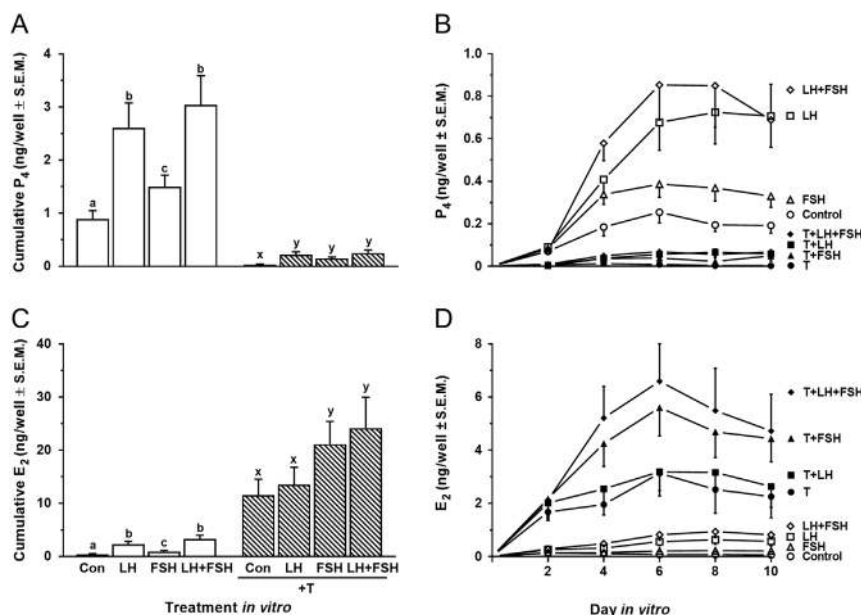 A
Cumulative P4 (ng/well ± S.E.M.)
4
3
2
1
0
a
b
c
b
x
y
y
y
B
P4 (ng/well ± S.E.M.)
1.0
0.8
0.6
0.4
0.2
0
LH+FSH
LH
FSH
Control
T+LH+FSH
T+LH
T+FSH
T
C
Cumulative E2 (ng/well ± S.E.M.)
40
30
20
10
0
a
b
c
b
x
x
y
y
Con LH FSH LH+FSH Con LH FSH LH+FSH
+T
Treatment in vitro
D
E2 (ng/well ± S.E.M.)
8
6
4
2
0
T+LH+FSH
T+FSH
T+LH
T
LH+FSH
LH
FSH
Control
2 4 6 8 10
Day in vitro